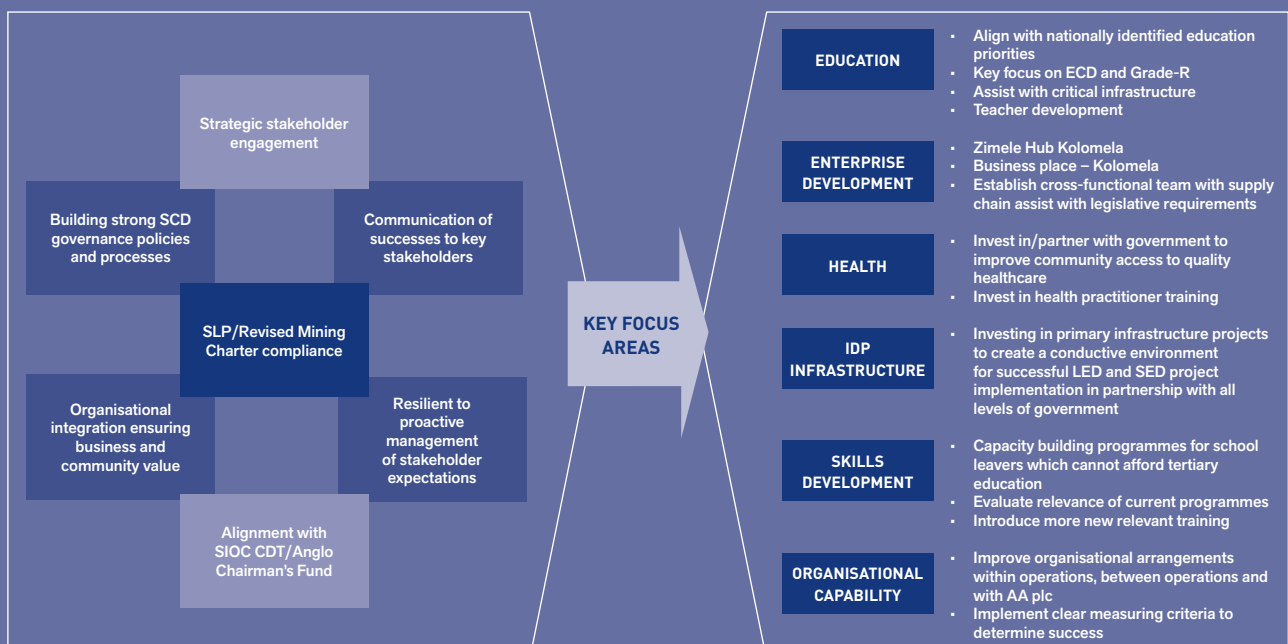 Strategic stakeholder
engagement
Building strong SCD
governance policies
and processes
Communication of
successes to key
stakeholders
SLP/Revised Mining
Charter compliance
Organisational
integration ensuring
business and
community value
Resilient to
proactive
management
of stakeholder
expectations
Alignment with
SIOC CDT/Anglo
Chairman's Fund
KEY FOCUS
AREAS
EDUCATION
▪ Align with nationally identified education
priorities
▪ Key focus on ECD and Grade-R
▪ Assist with critical infrastructure
▪ Teacher development
ENTERPRISE
DEVELOPMENT
▪ Zimele Hub Kolomela
▪ Business place – Kolomela
▪ Establish cross-functional team with supply
chain assist with legislative requirements
HEALTH
▪ Invest in/partner with government to
improve community access to quality
healthcare
▪ Invest in health practitioner training
IDP
INFRASTRUCTURE
▪ Investing in primary infrastructure projects
to create a conductive environment
for successful LED and SED project
implementation in partnership with all
levels of government
SKILLS
DEVELOPMENT
▪ Capacity building programmes for school
leavers which cannot afford tertiary
education
▪ Evaluate relevance of current programmes
▪ Introduce more new relevant training
ORGANISATIONAL
CAPABILITY
▪ Improve organisational arrangements
within operations, between operations and
with AA plc
▪ Implement clear measuring criteria to
determine success